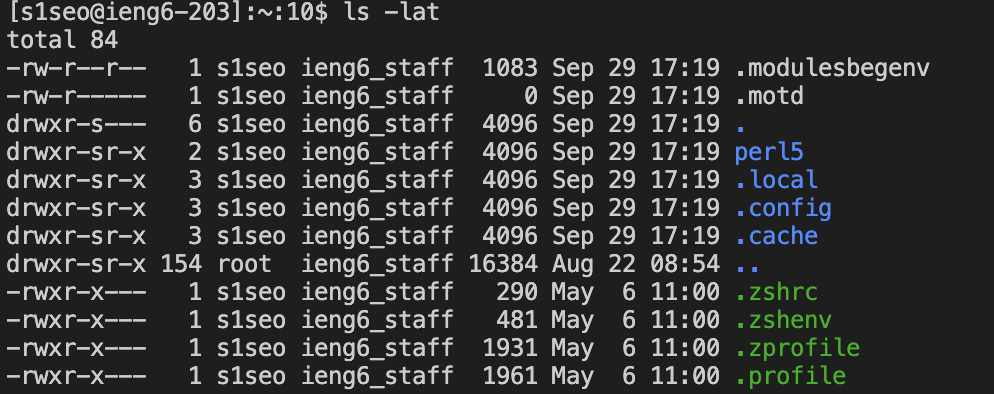 [s1seo@ieng6-203]:~:10$ ls -lat
total 84
-rw-r--r--   1 s1seo ieng6_staff  1083 Sep 29 17:19 .modulesbegenv
-rw-r-----   1 s1seo ieng6_staff     0 Sep 29 17:19 .motd
drwxr-s---   6 s1seo ieng6_staff  4096 Sep 29 17:19 .
drwxr-sr-x   2 s1seo ieng6_staff  4096 Sep 29 17:19 perl5
drwxr-sr-x   3 s1seo ieng6_staff  4096 Sep 29 17:19 .local
drwxr-sr-x   3 s1seo ieng6_staff  4096 Sep 29 17:19 .config
drwxr-sr-x   3 s1seo ieng6_staff  4096 Sep 29 17:19 .cache
drwxr-sr-x 154 root  ieng6_staff 16384 Aug 22 08:54 ..
-rwxr-x---   1 s1seo ieng6_staff   290 May  6 11:00 .zshrc
-rwxr-x---   1 s1seo ieng6_staff   481 May  6 11:00 .zshenv
-rwxr-x---   1 s1seo ieng6_staff  1931 May  6 11:00 .zprofile
-rwxr-x---   1 s1seo ieng6_staff  1961 May  6 11:00 .profile